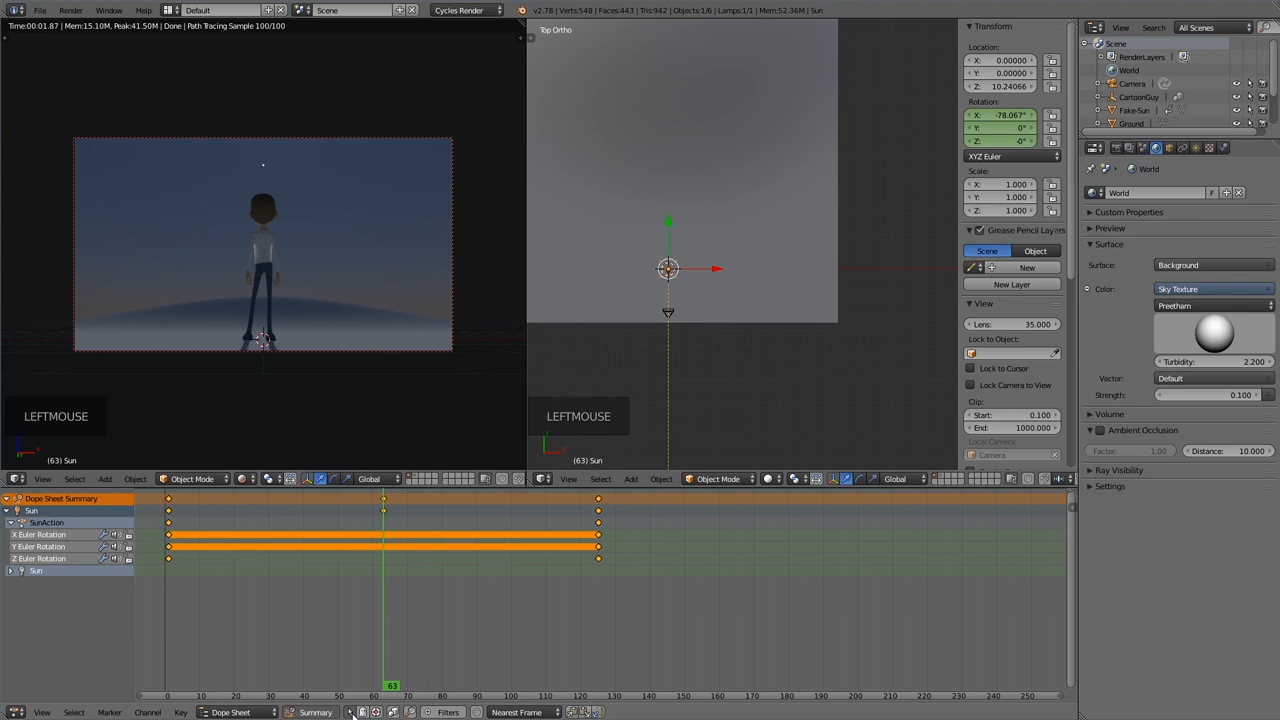 File Render Window Help Default Scene Cycles Render v2.78 | Verts:548 | Faces:443 | Tris:942 | Objects:1/6 | Lamps:1/1 | Mem:52.36M | Sun
Time:00:01.87 | Mem:15.10M, Peak:41.50M | Done | Path Tracing Sample 100/100
Top Ortho
LEFTMOUSE
(63) Sun
LEFTMOUSE
(63) Sun
Transform
Location:
X: 0.00000
Y: 0.00000
Z: 10.24066
Rotation:
X: -78.067°
Y: 0°
Z: -0°
XYZ Euler
Scale:
X: 1.000
Y: 1.000
Z: 1.000
Grease Pencil Layers
Scene Object
New
New Layer
View
Lens: 35.000
Lock to Object:
Lock to Cursor
Lock Camera to View
Clip:
Start: 0.100
End: 1000.000
Local Camera:
Camera
View Search All Scenes
Scene
RenderLayers
World
Camera
CartoonGuy
Fake-Sun
Ground
World
World F
Custom Properties
Preview
Surface
Surface: Background
Color: Sky Texture
Preetham
Turbidity: 2.200
Vector: Default
Strength: 0.100
Volume
Ambient Occlusion
Factor: 1.00 Distance: 10.000
Ray Visibility
Settings
View Select Add Object Object Mode Global
View Select Add Object Object Mode Global
Dope Sheet Summary
Sun
SunAction
X Euler Rotation
Y Euler Rotation
Z Euler Rotation
Sun
63
0 10 20 30 40 50 60 70 80 90 100 110 120 130 140 150 160 170 180 190 200 210 220 230 240 250
View Select Marker Channel Key Dope Sheet Summary Filters Nearest Frame